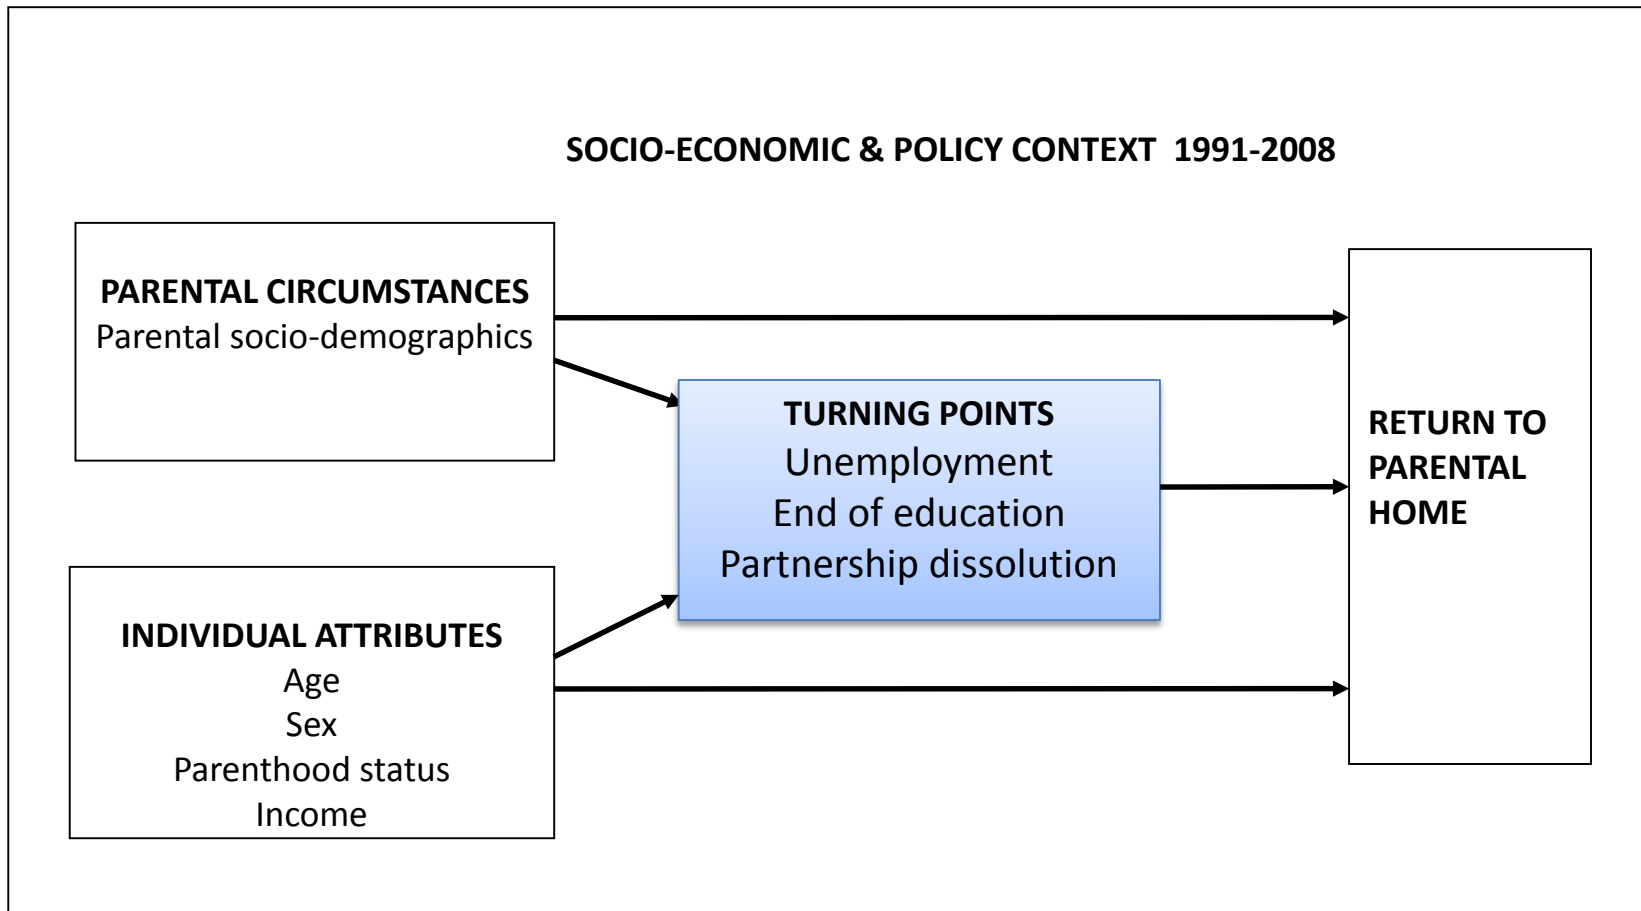 SOCIO-ECONOMIC & POLICY CONTEXT 1991-2008
PARENTAL CIRCUMSTANCES
Parental socio-demographics
TURNING POINTS
Unemployment
End of education
Partnership dissolution
RETURN TO
PARENTAL
HOME
INDIVIDUAL ATTRIBUTES
Age
Sex
Parenthood status
Income